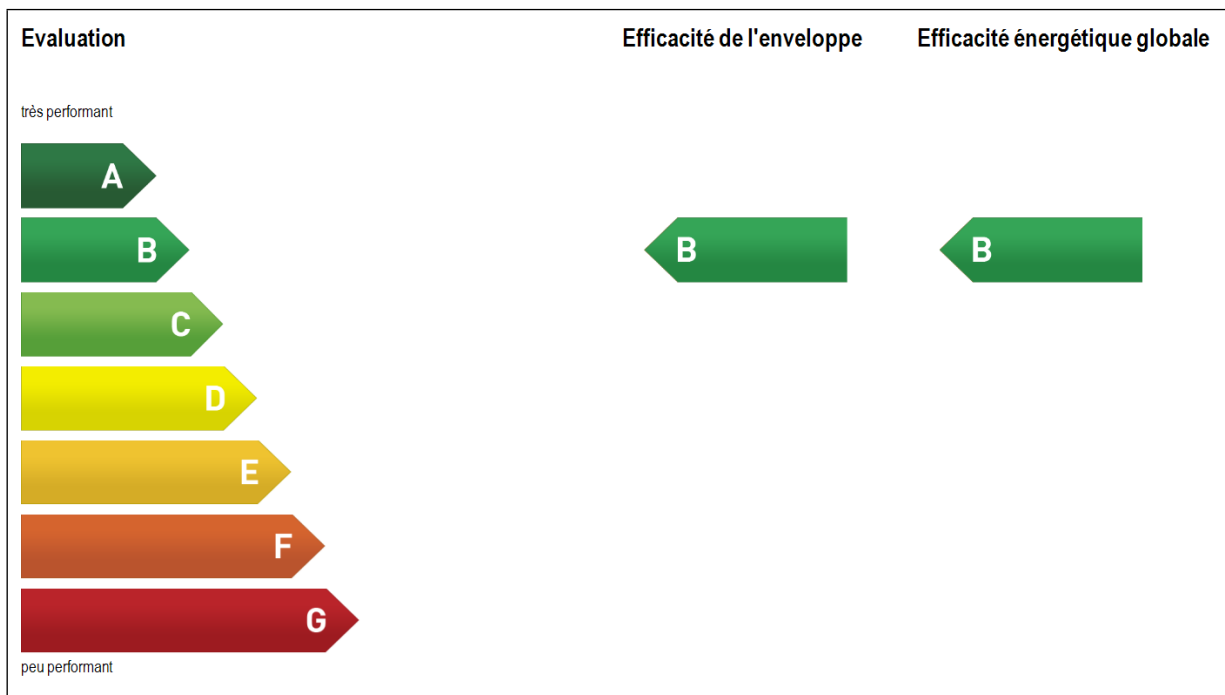 Evaluation Efficacité de l'enveloppe Efficacité énergétique globale
très performant
A
B B B
C
D
E
F
G
peu performant